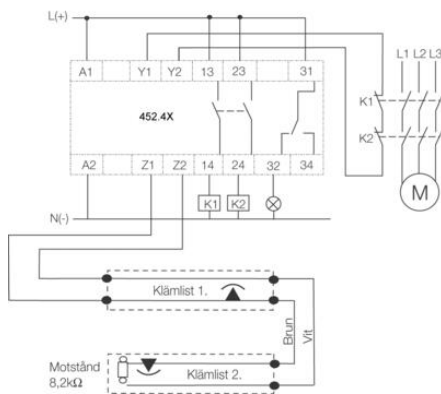 L(+)
A1 Y1 Y2 13 23 31
L1 L2 L3
452.4X
K1
K2
A2 Z1 Z2 14 24 32 34
K1 K2
N(-)
M
Klämlist 1.
Brun
Vit
Motstånd
8,2kΩ
Klämlist 2.